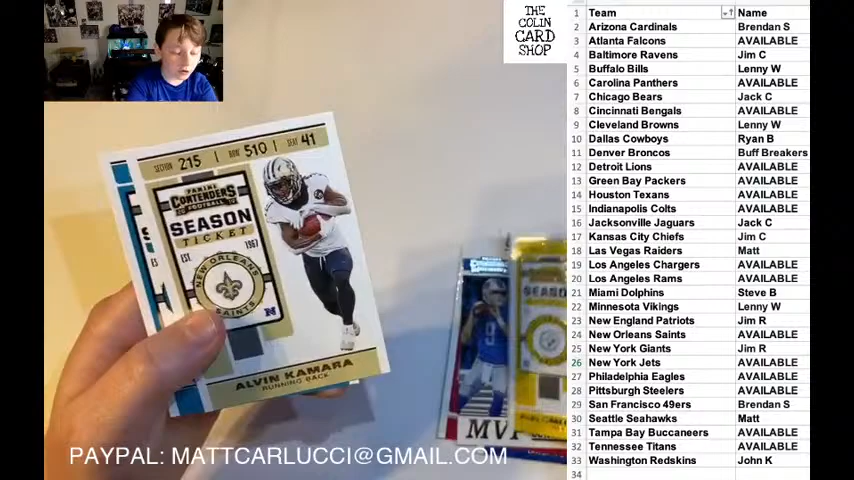 THE
COLIN
CARD
SHOP
SECTION 215 | ROW 510 | SEAT 41
PANINI
CONTENDERS
FOOTBALL
SEASON
TICKET
EST. 1967
NEW ORLEANS
SAINTS
ALVIN KAMARA
RUNNING BACK
MVP
PAYPAL: MATTCARLUCCI@GMAIL.COM
1 Team Name
2 Arizona Cardinals Brendan S
3 Atlanta Falcons AVAILABLE
4 Baltimore Ravens Jim C
5 Buffalo Bills Lenny W
6 Carolina Panthers AVAILABLE
7 Chicago Bears Jack C
8 Cincinnati Bengals AVAILABLE
9 Cleveland Browns Lenny W
10 Dallas Cowboys Ryan B
11 Denver Broncos Buff Breakers
12 Detroit Lions AVAILABLE
13 Green Bay Packers AVAILABLE
14 Houston Texans AVAILABLE
15 Indianapolis Colts AVAILABLE
16 Jacksonville Jaguars Jack C
17 Kansas City Chiefs Jim C
18 Las Vegas Raiders Matt
19 Los Angeles Chargers AVAILABLE
20 Los Angeles Rams AVAILABLE
21 Miami Dolphins Steve B
22 Minnesota Vikings Lenny W
23 New England Patriots Jim R
24 New Orleans Saints AVAILABLE
25 New York Giants Jim R
26 New York Jets AVAILABLE
27 Philadelphia Eagles AVAILABLE
28 Pittsburgh Steelers AVAILABLE
29 San Francisco 49ers Brendan S
30 Seattle Seahawks Matt
31 Tampa Bay Buccaneers AVAILABLE
32 Tennessee Titans AVAILABLE
33 Washington Redskins John K
34